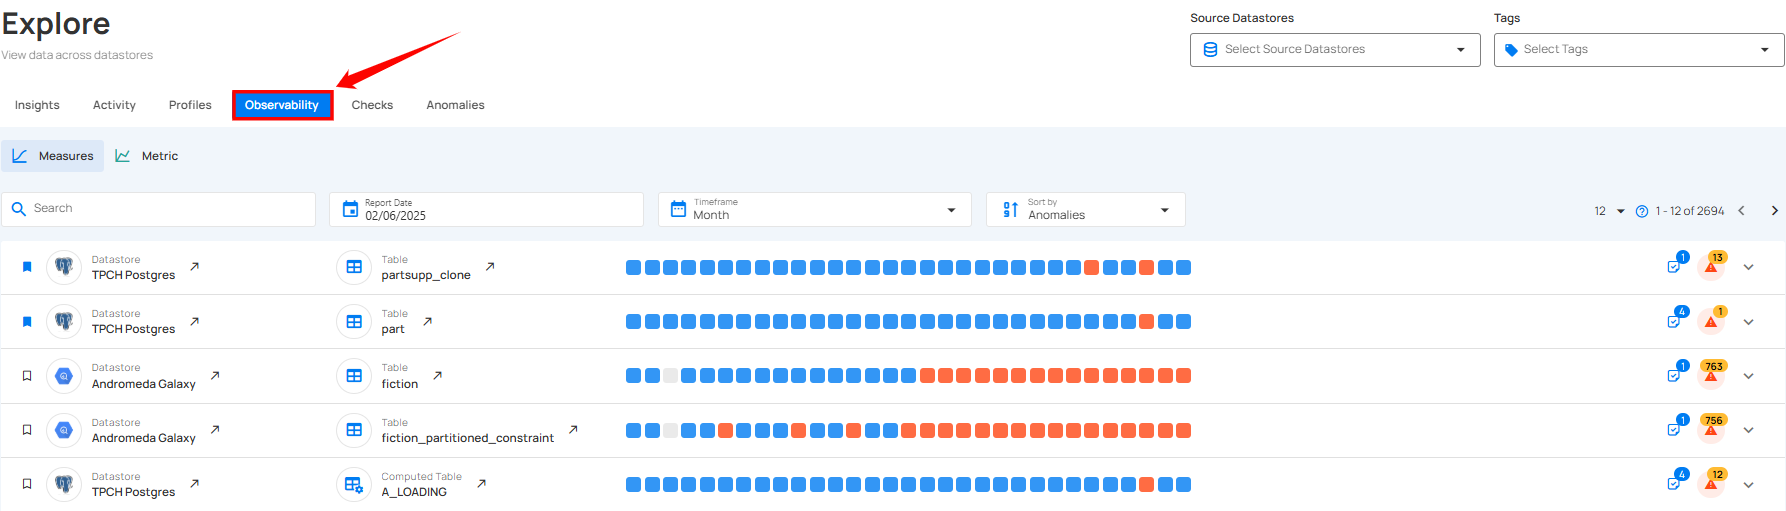 Explore
View data across datastores
Source Datastores
Select Source Datastores
Tags
Select Tags
Insights
Activity
Profiles
Observability
Checks
Anomalies
Measures
Metric
Search
Report Date
02/06/2025
Timeframe
Month
Sort by
Anomalies
12
1 - 12 of 2694
Datastore
TPCH Postgres
Table
partsupp_clone
1
13
Datastore
TPCH Postgres
Table
part
4
1
Datastore
Andromeda Galaxy
Table
fiction
1
763
Datastore
Andromeda Galaxy
Table
fiction_partitioned_constraint
1
756
Datastore
TPCH Postgres
Computed Table
A_LOADING
4
12